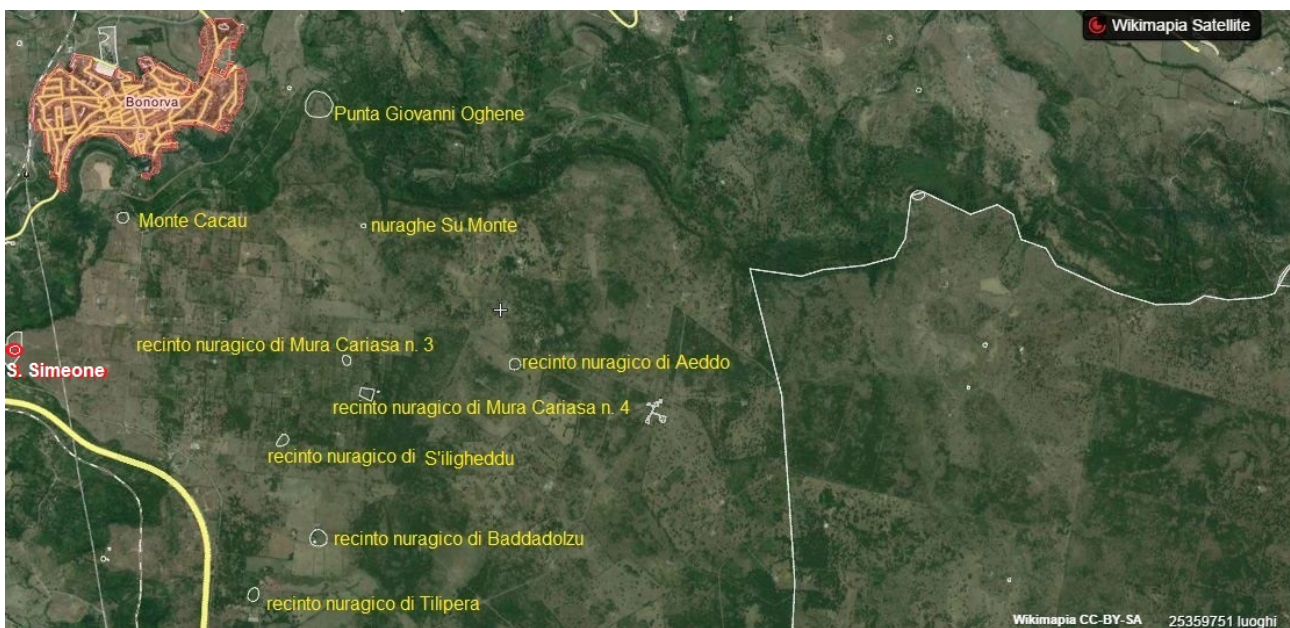 Wikimapia Satellite
Bonorva
Punta Giovanni Oghene
Monte Cacau
nuraghe Su Monte
recinto nuragico di Mura Cariasa n. 3
recinto nuragico di Aeddo
S. Simeone
recinto nuragico di Mura Cariasa n. 4
recinto nuragico di S'iligheddu
recinto nuragico di Baddadolzu
recinto nuragico di Tilipera
Wikimapia CC-BY-SA 25359751 luoghi